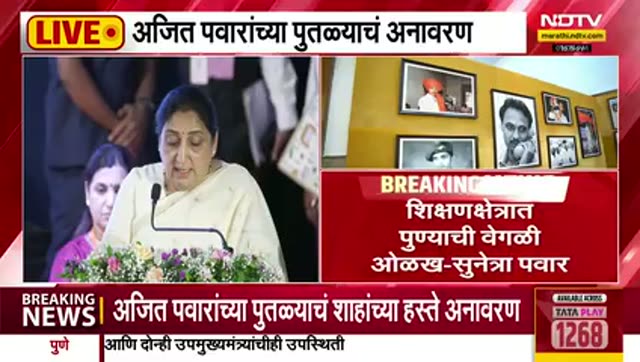 LIVE
अजित पवारांच्या पुतळ्याचं अनावरण
NDTV
marathi.ndtv.com
BREAKING
शिक्षणक्षेत्रात
पुण्याची वेगळी
ओळख-सुनेत्रा पवार
BREAKING NEWS
अजित पवारांच्या पुतळ्याचं शाहांच्या हस्ते अनावरण
AVAILABLE ACROSS
TATA PLAY
1268
पुणे
आणि दोन्ही उपमुख्यमंत्र्यांचीही उपस्थिती